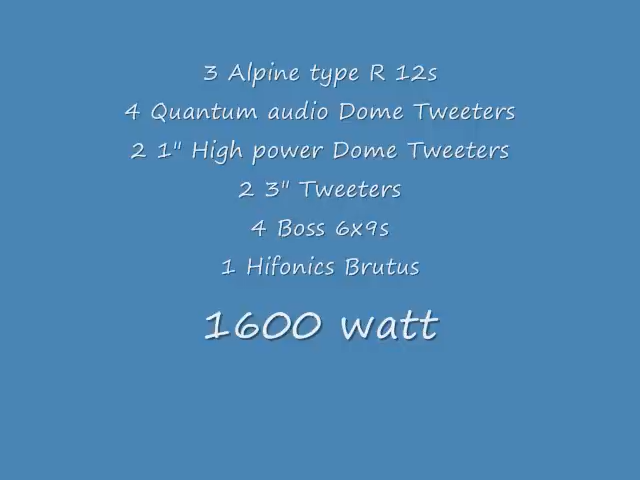 3 Alpine type R 12s
4 Quantum audio Dome Tweeters
2 1" High power Dome Tweeters
2 3" Tweeters
4 Boss 6x9s
1 Hifonics Brutus
1600 watt